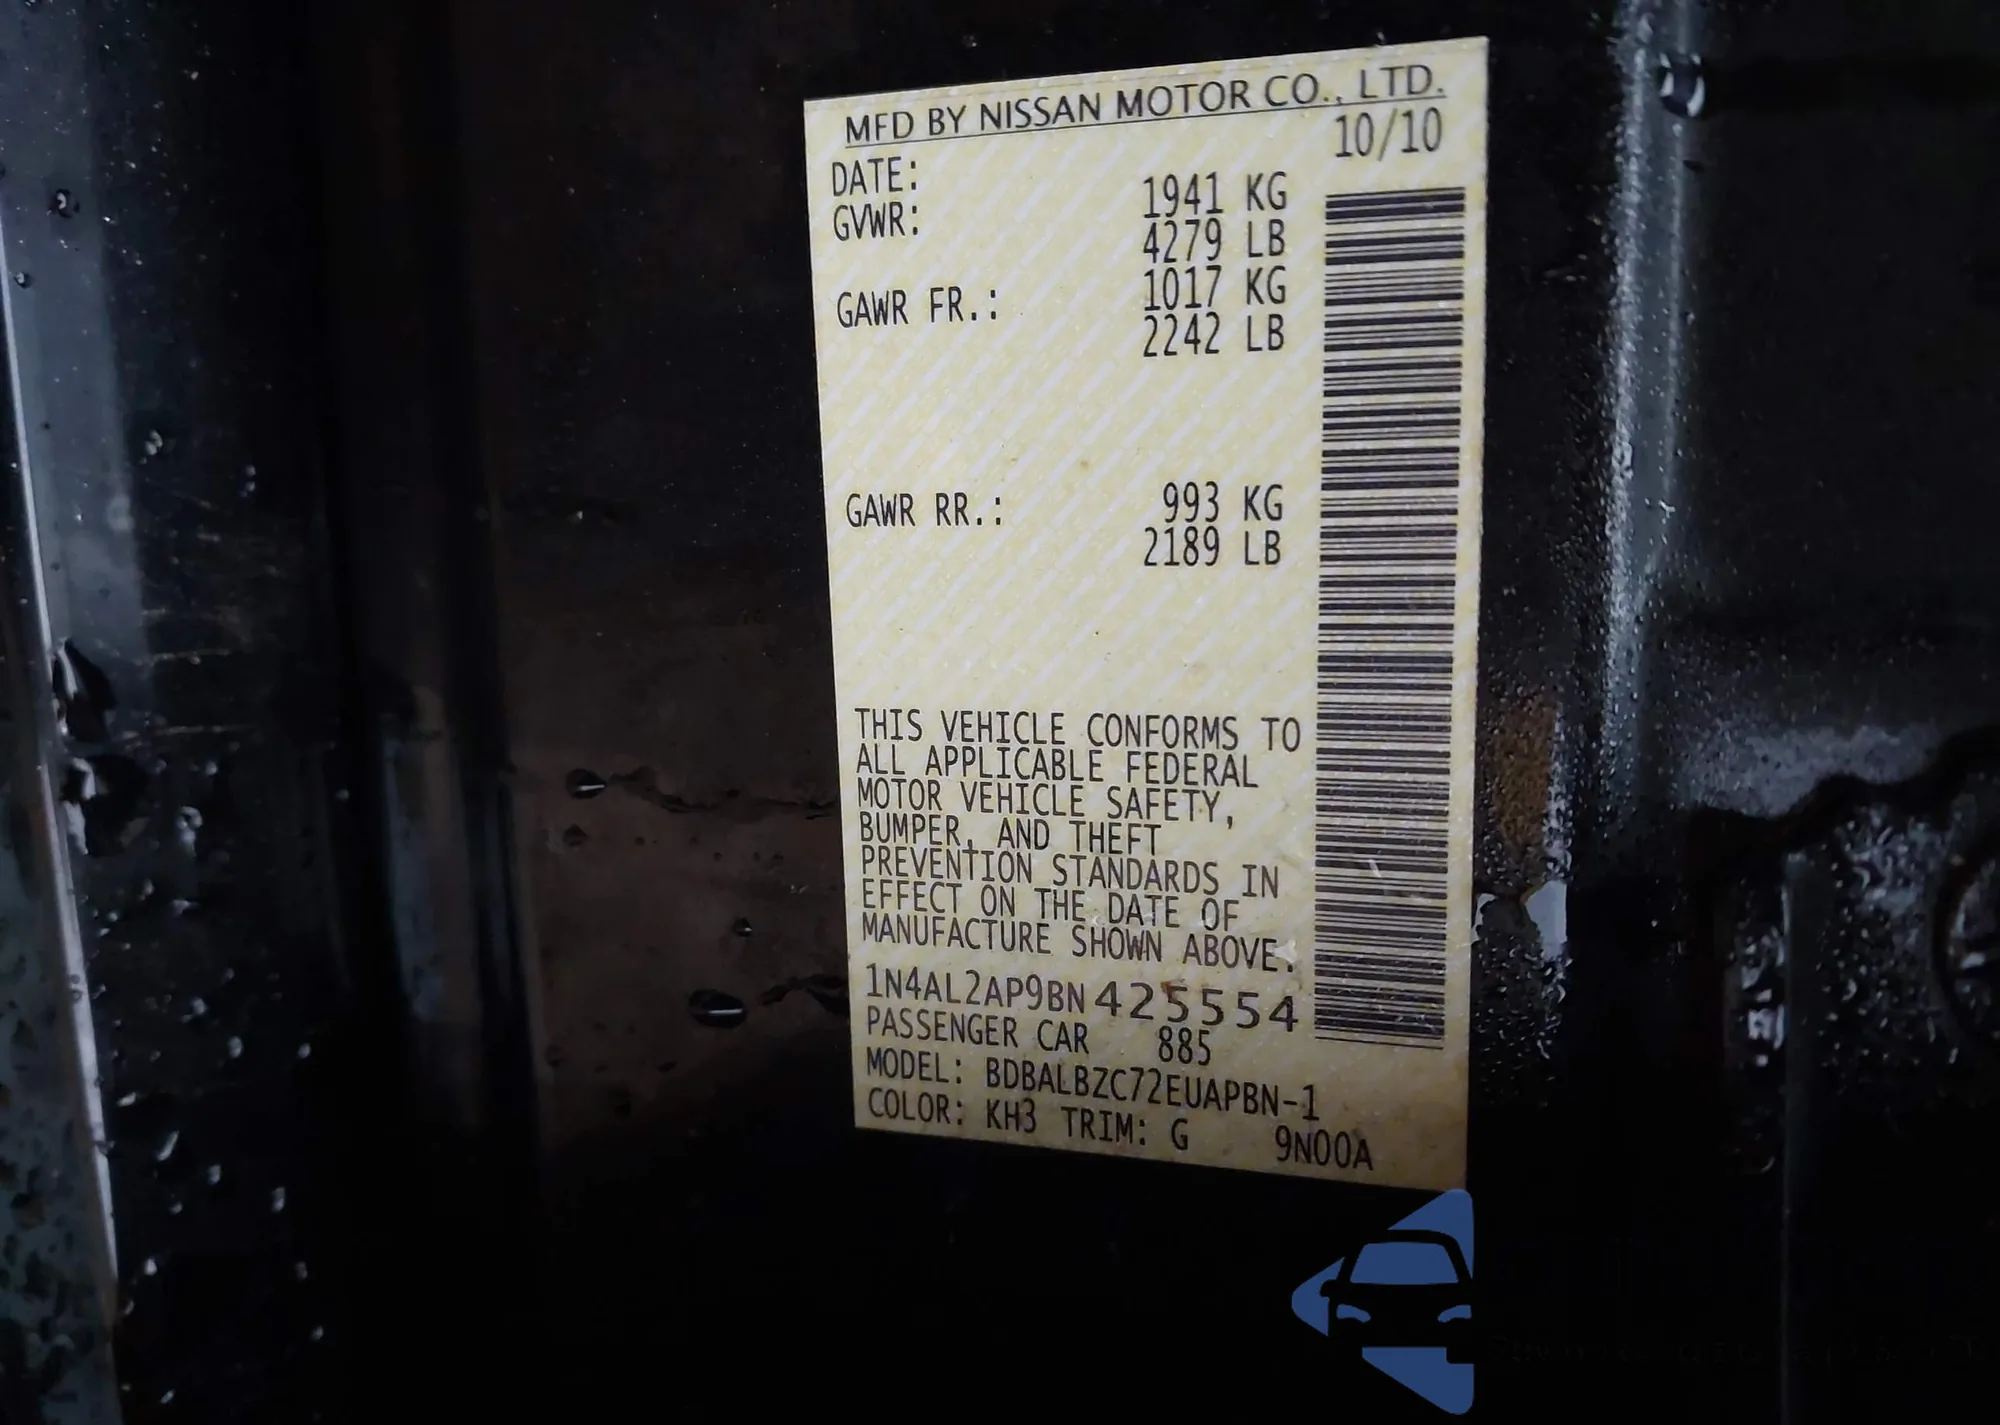 MFD BY NISSAN MOTOR CO., LTD.
DATE: 10/10
GVWR: 1941 KG
4279 LB
GAWR FR.: 1017 KG
2242 LB
GAWR RR.: 993 KG
2189 LB
THIS VEHICLE CONFORMS TO
ALL APPLICABLE FEDERAL
MOTOR VEHICLE SAFETY,
BUMPER, AND THEFT
PREVENTION STANDARDS IN
EFFECT ON THE DATE OF
MANUFACTURE SHOWN ABOVE.
1N4AL2AP9BN425554
PASSENGER CAR 885
MODEL: BDBALBZC72EUAPBN-1
COLOR: KH3 TRIM: G 9N00A